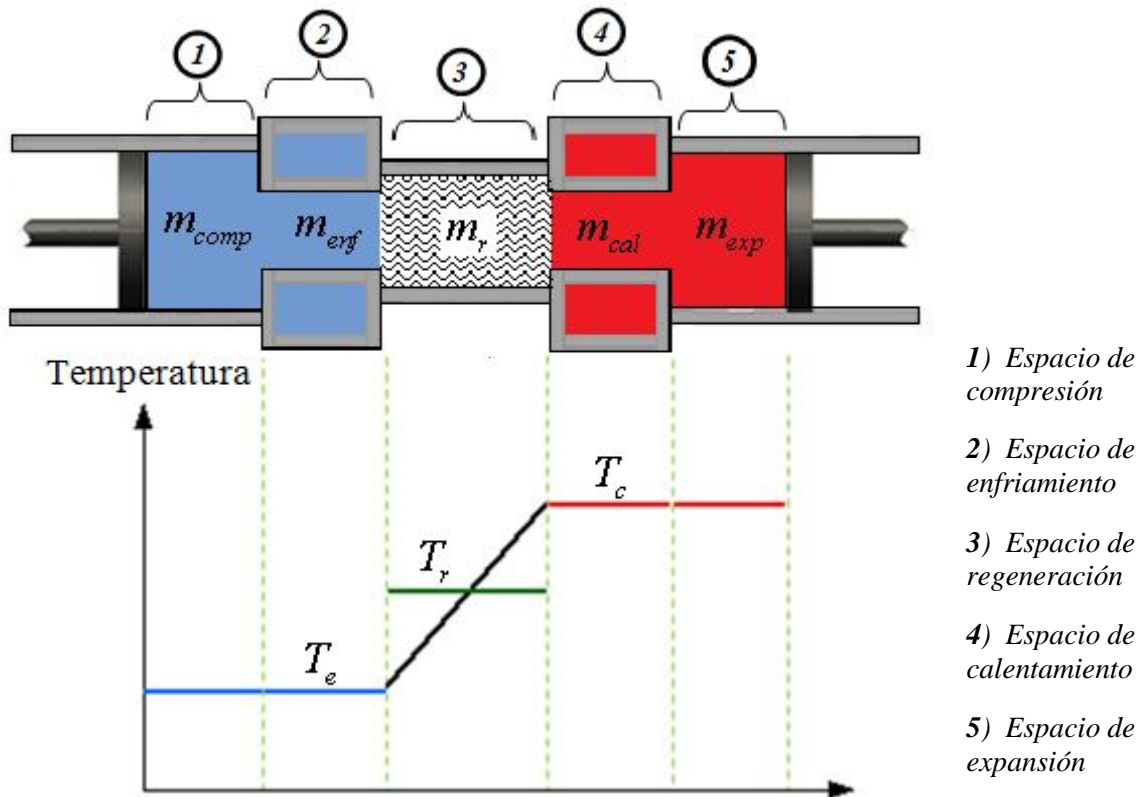 1 2 3 4 5
m_comp m_enf m_r m_cal m_exp
Temperatura
T_c
T_r
T_e
1) Espacio de
compresión
2) Espacio de
enfriamiento
3) Espacio de
regeneración
4) Espacio de
calentamiento
5) Espacio de
expansión